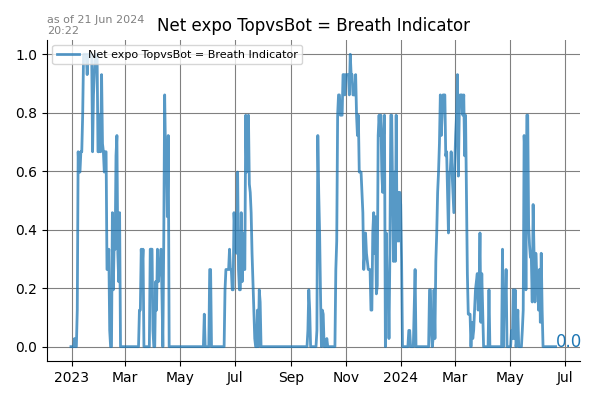 as of 21 Jun 2024
20:22
Net expo TopvsBot = Breath Indicator
Net expo TopvsBot = Breath Indicator
1.0
0.8
0.6
0.4
0.2
0.0
0.0
2023 Mar May Jul Sep Nov 2024 Mar May Jul